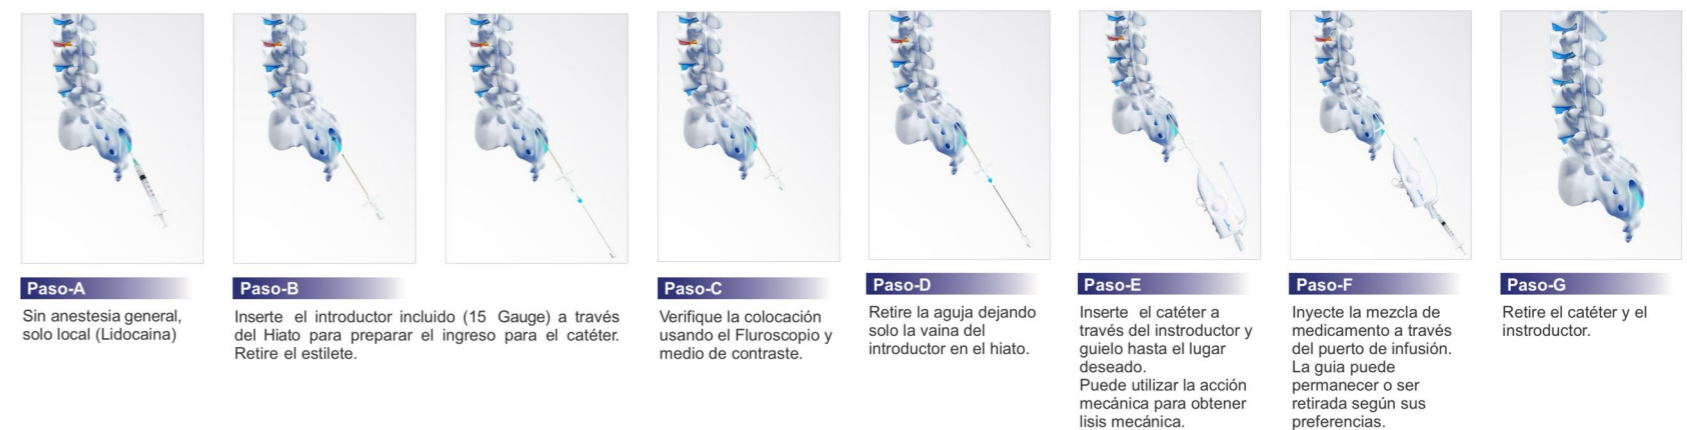 Paso-A
Sin anestesia general,
solo local (Lidocaina)
Paso-B
Inserte el introductor incluido (15 Gauge) a través
del Hiato para preparar el ingreso para el catéter.
Retire el estilete.
Paso-C
Verifique la colocación
usando el Fluroscopio y
medio de contraste.
Paso-D
Retire la aguja dejando
solo la vaina del
introductor en el hiato.
Paso-E
Inserte el catéter a
través del instroductor y
guielo hasta el lugar
deseado.
Puede utilizar la acción
mecánica para obtener
lisis mecánica.
Paso-F
Inyecte la mezcla de
medicamento a través
del puerto de infusión.
La guia puede
permanecer o ser
retirada según sus
preferencias.
Paso-G
Retire el catéter y el
instroductor.